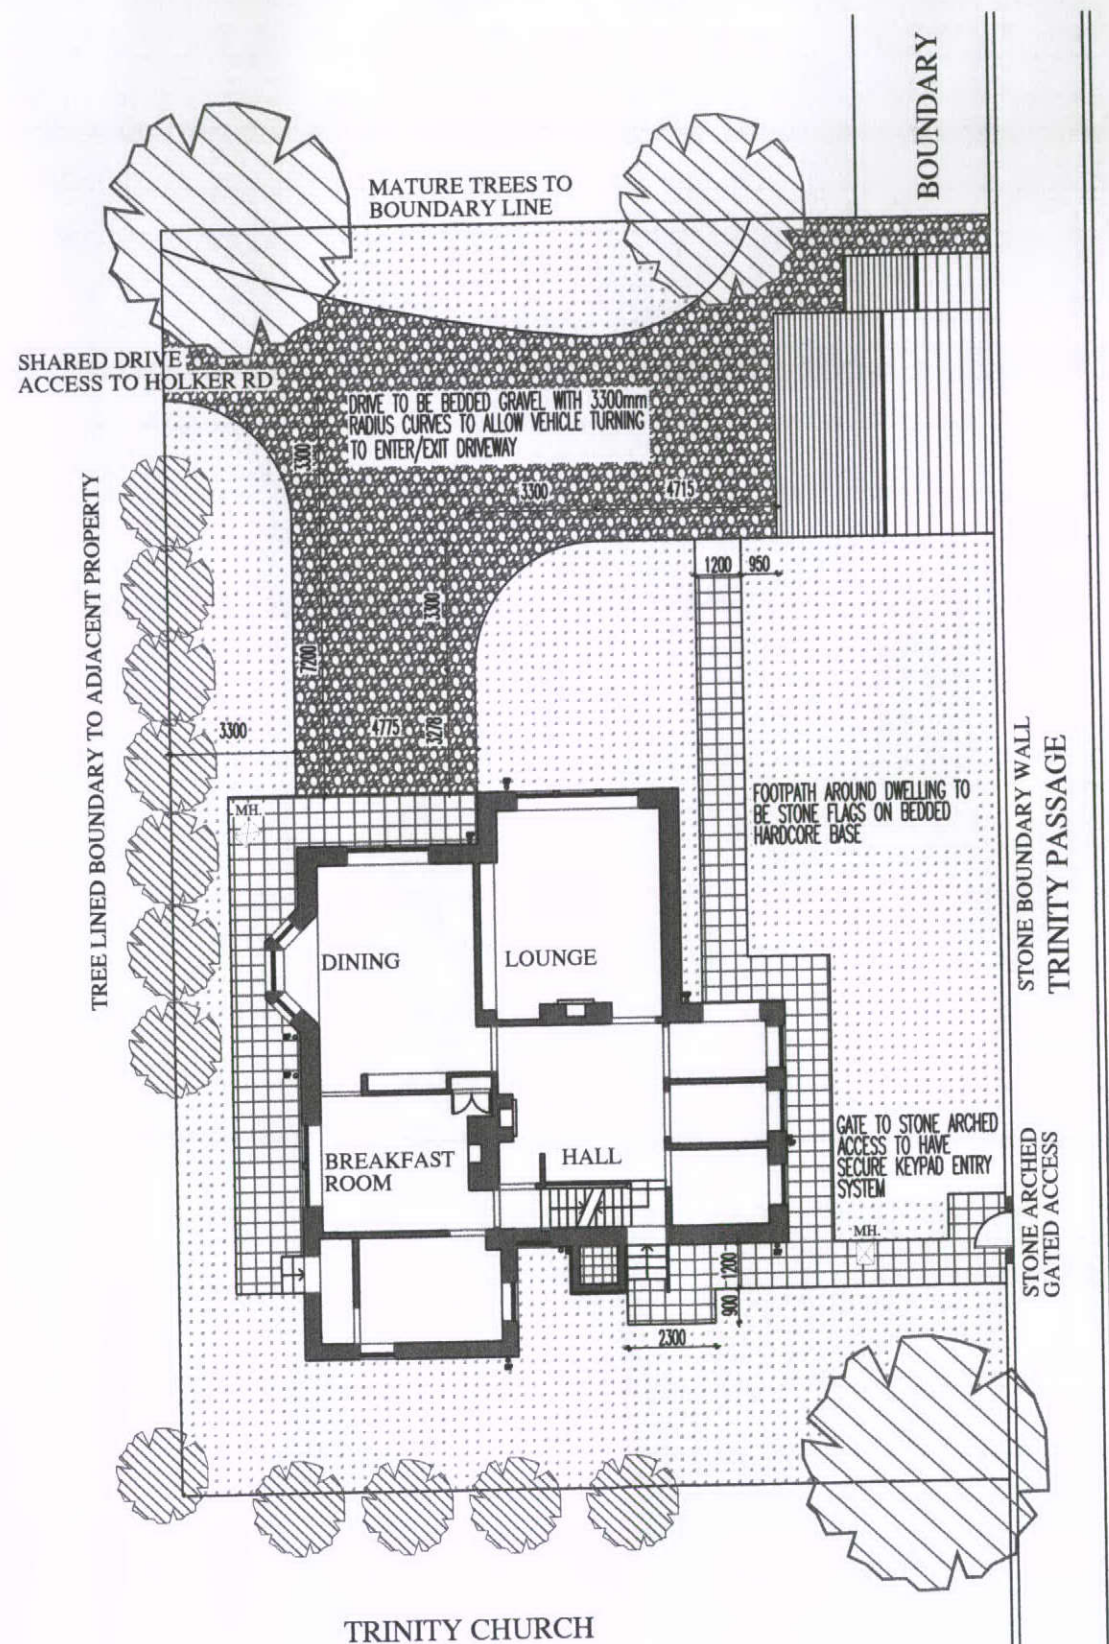 BOUNDARY
MATURE TREES TO
BOUNDARY LINE
SHARED DRIVE
ACCESS TO HOLKER RD
DRIVE TO BE BEDDED GRAVEL WITH 3300mm
RADIUS CURVES TO ALLOW VEHICLE TURNING
TO ENTER/EXIT DRIVEWAY
3300
3300
4715
1200
950
3300
7200
4775
3278
3300
TREE LINED BOUNDARY TO ADJACENT PROPERTY
MH.
FOOTPATH AROUND DWELLING TO
BE STONE FLAGS ON BEDDED
HARDCORE BASE
STONE BOUNDARY WALL
TRINITY PASSAGE
DINING
LOUNGE
BREAKFAST
ROOM
HALL
GATE TO STONE ARCHED
ACCESS TO HAVE
SECURE KEYPAD ENTRY
SYSTEM
MH.
STONE ARCHED
GATED ACCESS
1200
900
2300
TRINITY CHURCH